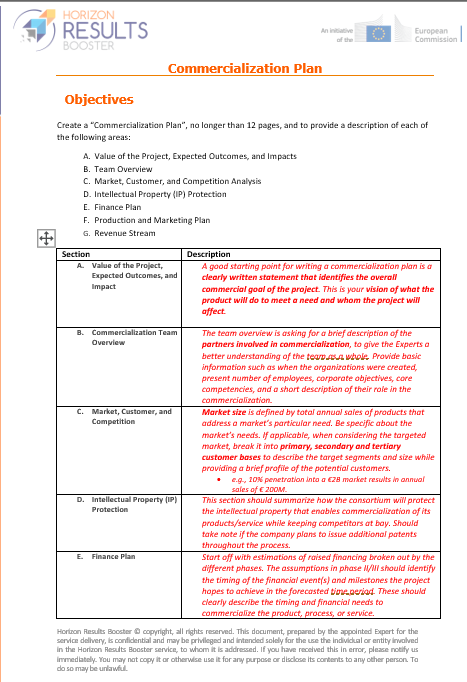 HORIZON
RESULTS
BOOSTER
An initiative
of the
European
Commission
Commercialization Plan
Objectives
Create a “Commercialization Plan”, no longer than 12 pages, and to provide a description of each of
the following areas:
A. Value of the Project, Expected Outcomes, and Impacts
B. Team Overview
C. Market, Customer, and Competition Analysis
D. Intellectual Property (IP) Protection
E. Finance Plan
F. Production and Marketing Plan
G. Revenue Stream
Section Description
A. Value of the Project,
Expected Outcomes, and
Impact
A good starting point for writing a commercialization plan is a
clearly written statement that identifies the overall
commercial goal of the project. This is your vision of what the
product will do to meet a need and whom the project will
affect.
B. Commercialization Team
Overview
The team overview is asking for a brief description of the
partners involved in commercialization, to give the Experts a
better understanding of the team as a whole. Provide basic
information such as when the organizations were created,
present number of employees, corporate objectives, core
competencies, and a short description of their role in the
commercialization.
C. Market, Customer, and
Competition
Market size is defined by total annual sales of products that
address a market's particular need. Be specific about the
market's needs. If applicable, when considering the targeted
market, break it into primary, secondary and tertiary
customer bases to describe the target segments and size while
providing a brief profile of the potential customers.
• e.g., 10% penetration into a €2B market results in annual
sales of € 200M.
D. Intellectual Property (IP)
Protection
This section should summarize how the consortium will protect
the intellectual property that enables commercialization of its
products/service while keeping competitors at bay. Should
take note if the company plans to issue additional patents
throughout the process.
E. Finance Plan
Start off with estimations of raised financing broken out by the
different phases. The assumptions in phase II/III should identify
the timing of the financial event(s) and milestones the project
hopes to achieve in the forecasted time period. These should
clearly describe the timing and financial needs to
commercialize the product, process, or service.
Horizon Results Booster © copyright, all rights reserved. This document, prepared by the appointed Expert for the
service delivery, is confidential and may be privileged and intended solely for the use the individual or entity involved
in the Horizon Results Booster service, to whom it is addressed. If you have received this in error, please notify us
immediately. You may not copy it or otherwise use it for any purpose or disclose its contents to any other person. To
do so may be unlawful.